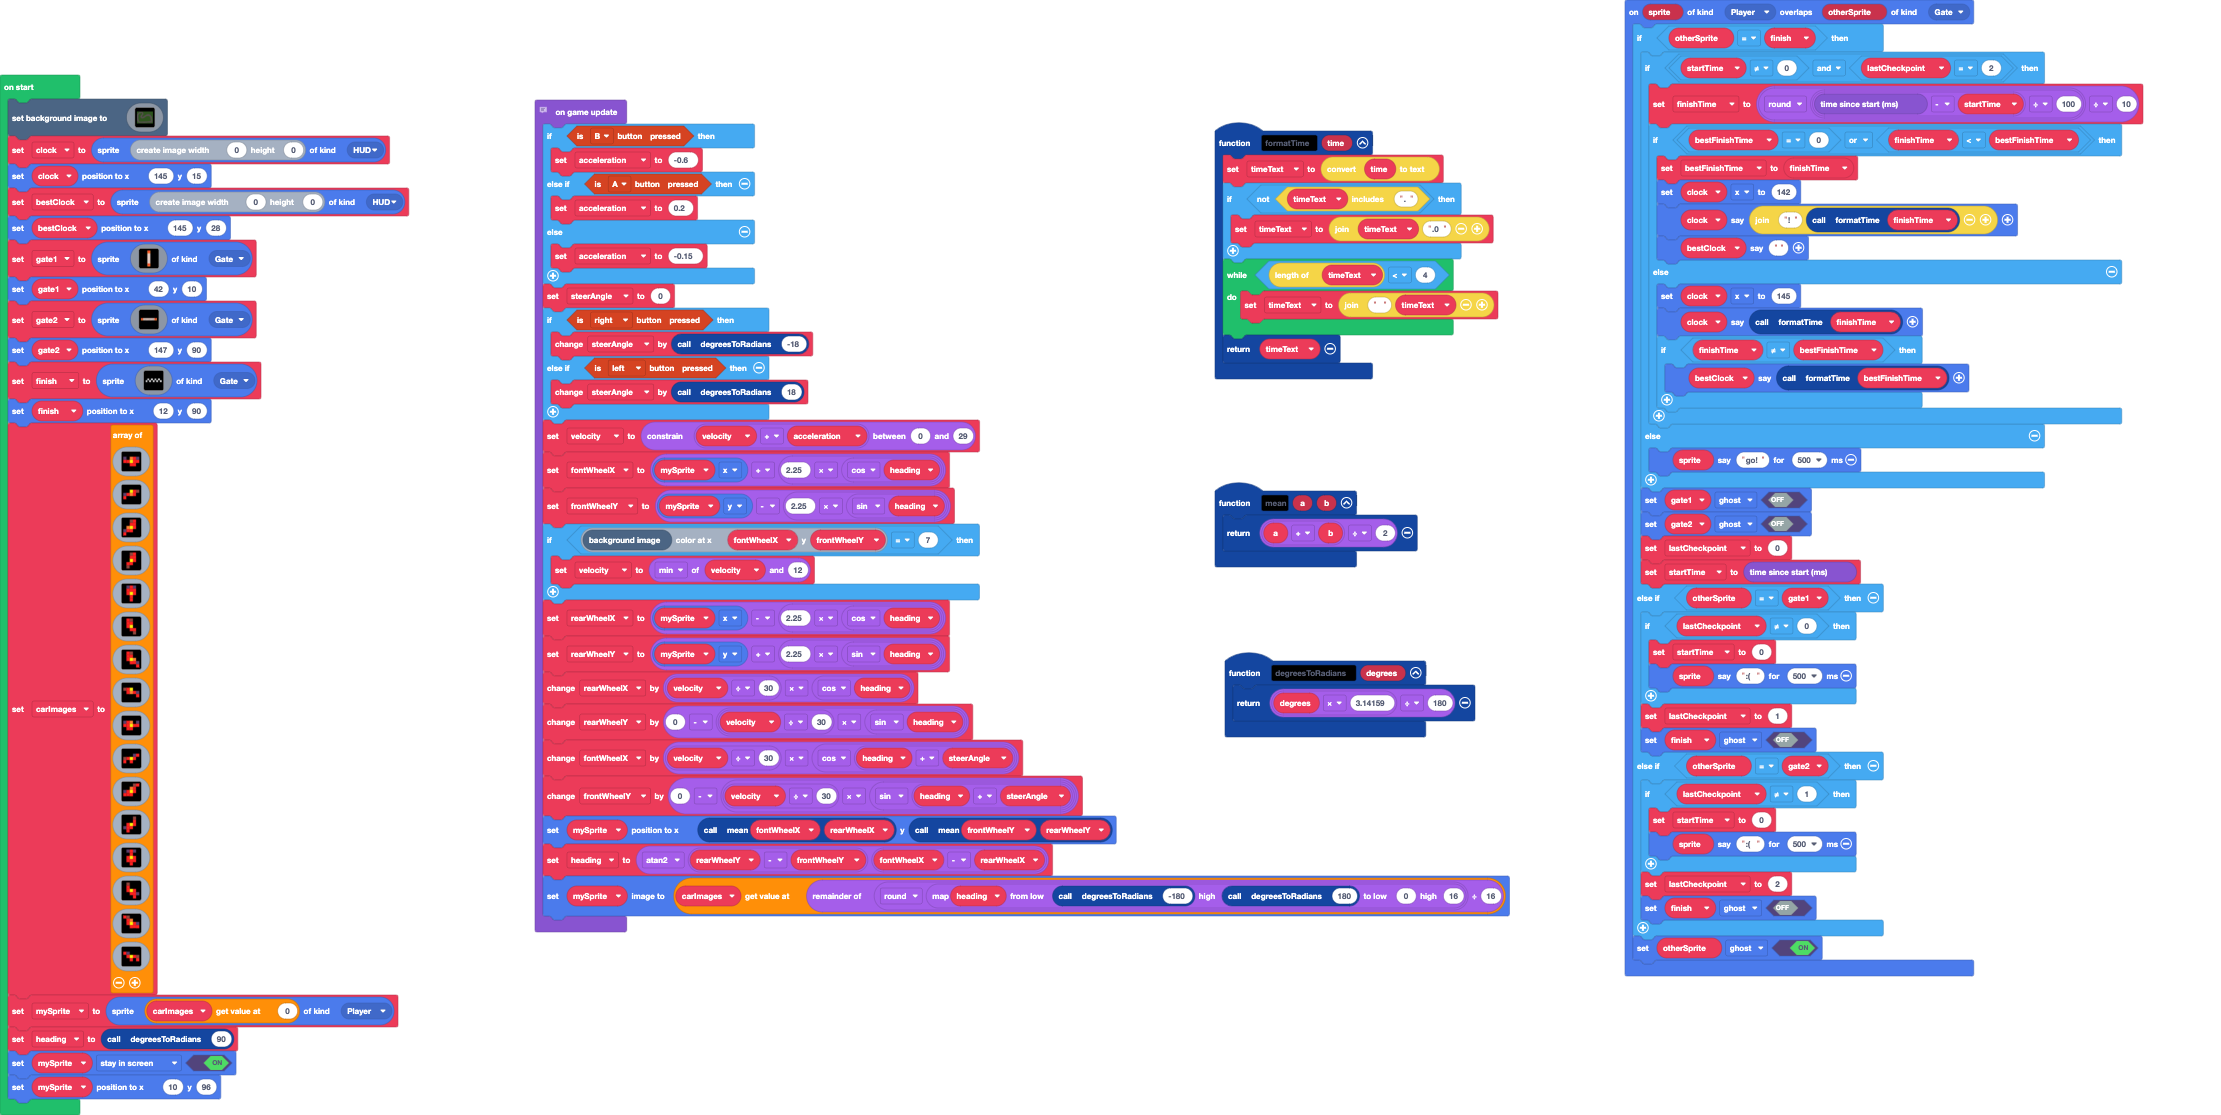 on start
set background image to
set clock to sprite create image width 0 height 0 of kind HUD
set clock position to x 145 y 15
set bestClock to sprite create image width 0 height 0 of kind HUD
set bestClock position to x 145 y 28
set gate1 to sprite of kind Gate
set gate1 position to x 42 y 10
set gate2 to sprite of kind Gate
set gate2 position to x 147 y 90
set finish to sprite of kind Gate
set finish position to x 12 y 90
set carImages to array of
set mySprite to sprite carImages get value at 0 of kind Player
set heading to call degreesToRadians 90
set mySprite stay in screen ON
set mySprite position to x 10 y 96
on game update
if is B button pressed then
set acceleration to -0.6
else if is A button pressed then
set acceleration to 0.2
else
set acceleration to -0.15
set steerAngle to 0
if is right button pressed then
change steerAngle by call degreesToRadians -18
else if is left button pressed then
change steerAngle by call degreesToRadians 18
set velocity to constrain velocity + acceleration between 0 and 29
set fontWheelX to mySprite x + 2.25 × cos heading
set frontWheelY to mySprite y - 2.25 × sin heading
if background image color at x fontWheelX y frontWheelY = 7 then
set velocity to min of velocity and 12
set rearWheelX to mySprite x - 2.25 × cos heading
set rearWheelY to mySprite y + 2.25 × sin heading
change rearWheelX by velocity ÷ 30 × cos heading
change rearWheelY by 0 - velocity ÷ 30 × sin heading
change fontWheelX by velocity ÷ 30 × cos heading + steerAngle
change frontWheelY by 0 - velocity ÷ 30 × sin heading + steerAngle
set mySprite position to x call mean fontWheelX rearWheelX y call mean frontWheelY rearWheelY
set heading to atan2 rearWheelY - frontWheelY fontWheelX - rearWheelX
set mySprite image to carImages get value at remainder of round map heading from low call degreesToRadians -180 high call degreesToRadians 180 to low 0 high 16 ÷ 16
function formatTime time
set timeText to convert time to text
if not timeText includes "."  then
set timeText to join timeText ".0"
while length of timeText < 4
do set timeText to join " " timeText
return timeText
function mean a b
return a + b ÷ 2
function degreesToRadians degrees
return degrees × 3.14159 ÷ 180
on sprite of kind Player overlaps otherSprite of kind Gate
if otherSprite = finish then
if startTime ≠ 0 and lastCheckpoint = 2 then
set finishTime to round time since start (ms) - startTime ÷ 100 ÷ 10
if bestFinishTime = 0 or finishTime < bestFinishTime then
set bestFinishTime to finishTime
set clock x to 142
clock say join "!" call formatTime finishTime
bestClock say " "
else
set clock x to 145
clock say call formatTime finishTime
if finishTime ≠ bestFinishTime then
bestClock say call formatTime bestFinishTime
else
sprite say "go!" for 500 ms
set gate1 ghost OFF
set gate2 ghost OFF
set lastCheckpoint to 0
set startTime to time since start (ms)
else if otherSprite = gate1 then
if lastCheckpoint ≠ 0 then
set startTime to 0
sprite say ":(" for 500 ms
set lastCheckpoint to 1
set finish ghost OFF
else if otherSprite = gate2 then
if lastCheckpoint ≠ 1 then
set startTime to 0
sprite say ":(" for 500 ms
set lastCheckpoint to 2
set finish ghost OFF
set otherSprite ghost ON